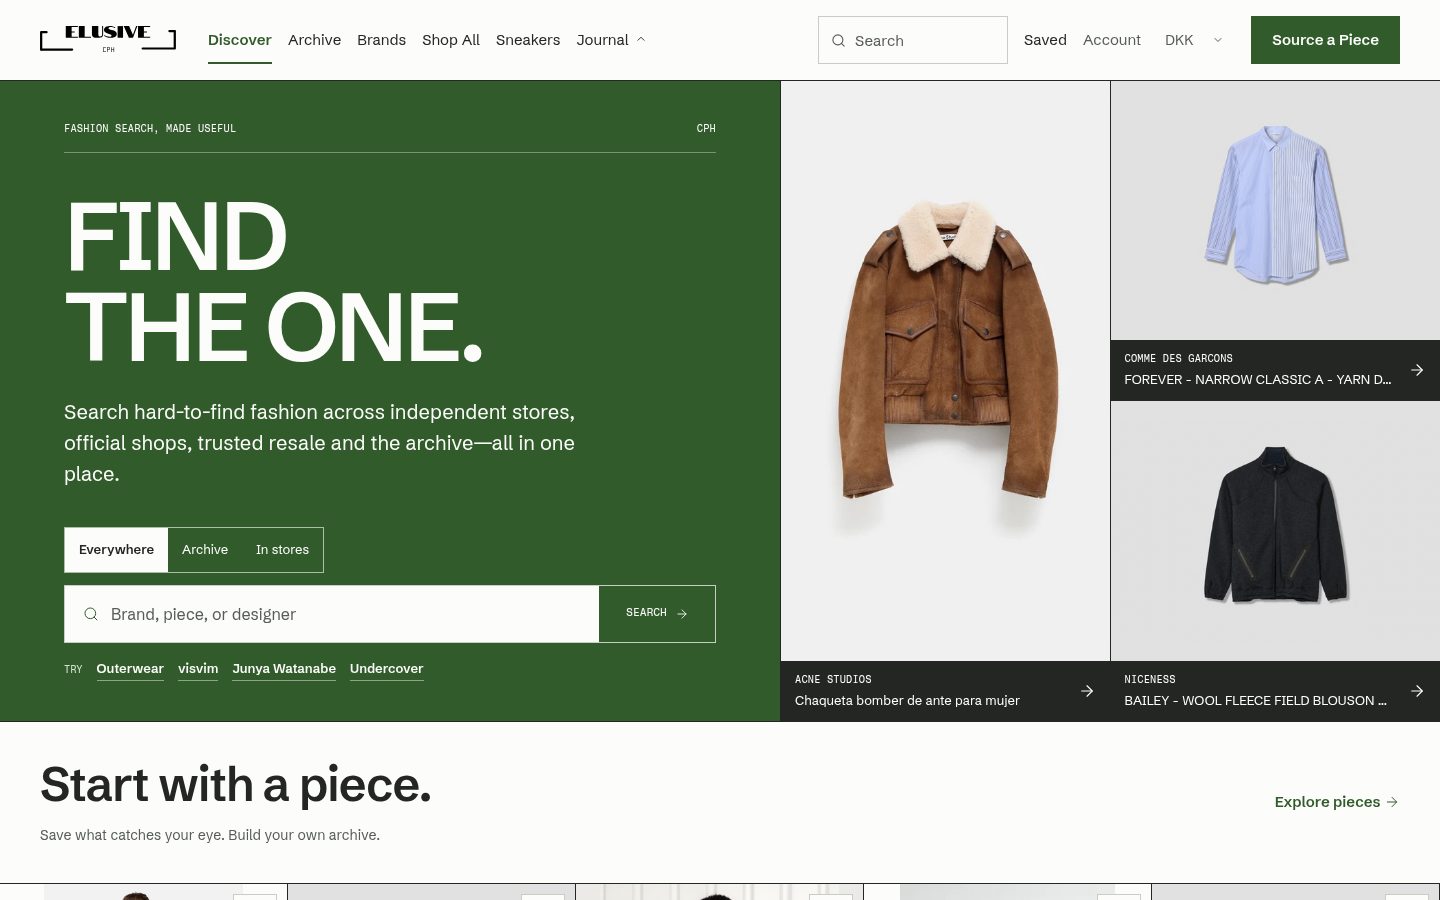 ELUSIVE
CPH
Discover
Archive
Brands
Shop All
Sneakers
Journal
Search
Saved
Account
DKK
Source a Piece
FASHION SEARCH, MADE USEFUL
CPH
FIND
THE ONE.
Search hard-to-find fashion across independent stores,
official shops, trusted resale and the archive—all in one
place.
Everywhere
Archive
In stores
Brand, piece, or designer
SEARCH
TRY
Outerwear
visvim
Junya Watanabe
Undercover
ACNE STUDIOS
Chaqueta bomber de ante para mujer
COMME DES GARCONS
FOREVER - NARROW CLASSIC A - YARN D...
NICENESS
BAILEY - WOOL FLEECE FIELD BLOUSON ...
Start with a piece.
Save what catches your eye. Build your own archive.
Explore pieces